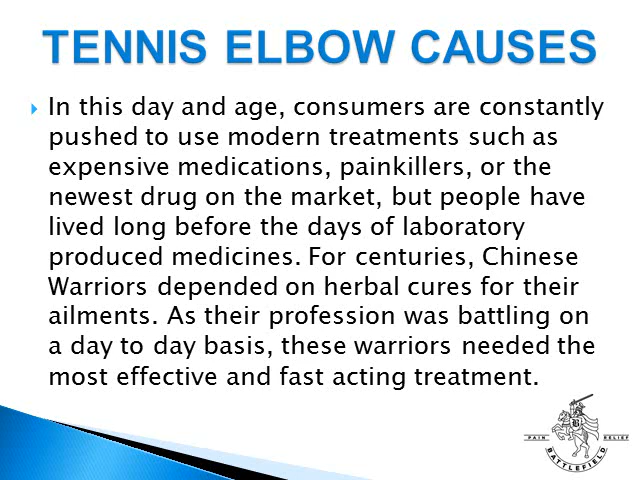 TENNIS ELBOW CAUSES
In this day and age, consumers are constantly
pushed to use modern treatments such as
expensive medications, painkillers, or the
newest drug on the market, but people have
lived long before the days of laboratory
produced medicines. For centuries, Chinese
Warriors depended on herbal cures for their
ailments. As their profession was battling on
a day to day basis, these warriors needed the
most effective and fast acting treatment.
B
PAIN RELIEF
BATTLEFIELD